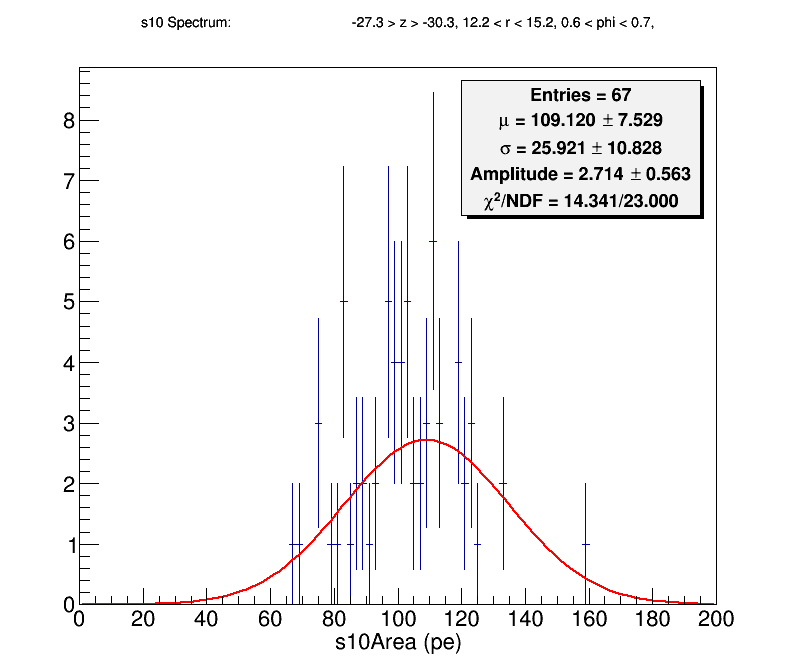 s10 Spectrum: -27.3 > z > -30.3, 12.2 < r < 15.2, 0.6 < phi < 0.7,
Entries = 67
μ = 109.120 ± 7.529
σ = 25.921 ± 10.828
Amplitude = 2.714 ± 0.563
χ²/NDF = 14.341/23.000
8
7
6
5
4
3
2
1
0
0 20 40 60 80 100 120 140 160 180 200
s10Area (pe)